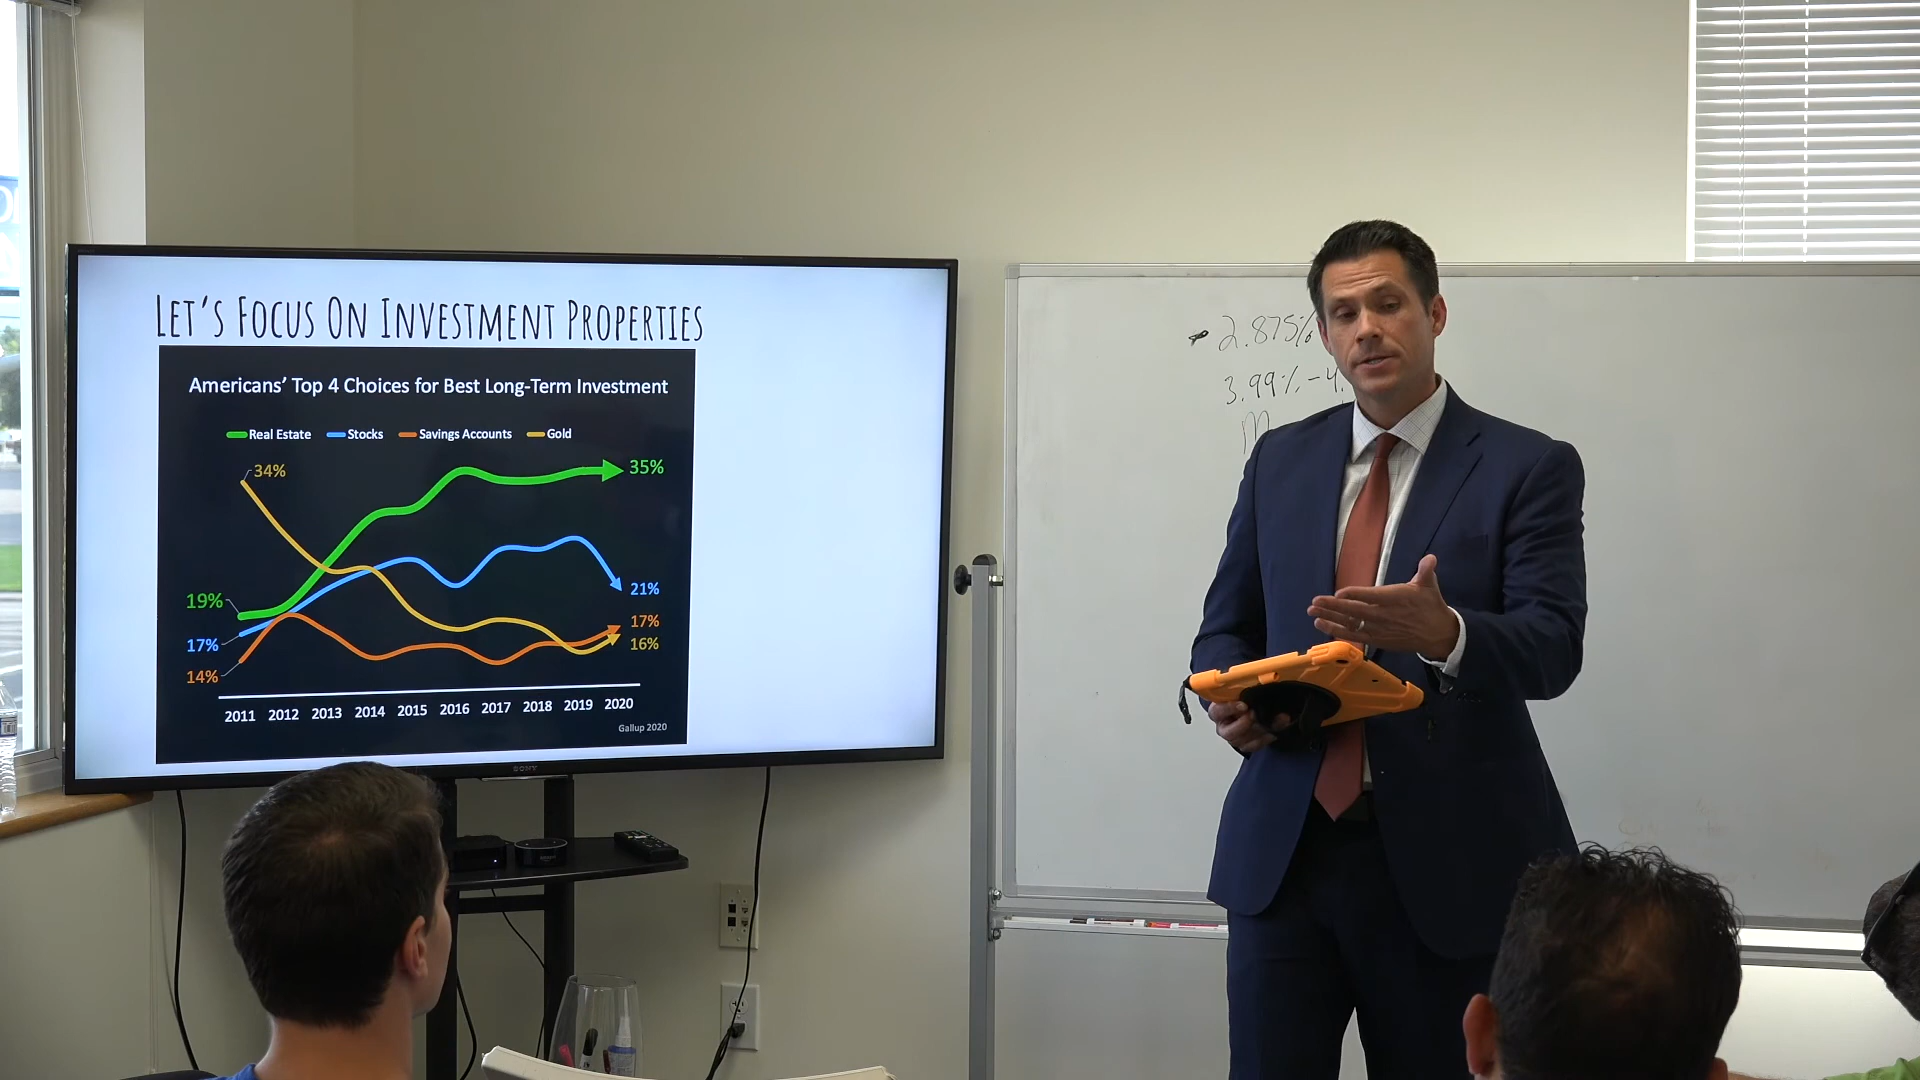 LET'S FOCUS ON INVESTMENT PROPERTIES
Americans' Top 4 Choices for Best Long-Term Investment
Real Estate Stocks Savings Accounts Gold
34%
35%
19%
21%
17%
17%
16%
14%
2011 2012 2013 2014 2015 2016 2017 2018 2019 2020
Gallup 2020
SONY
2.875%
3.99% - 4.
M